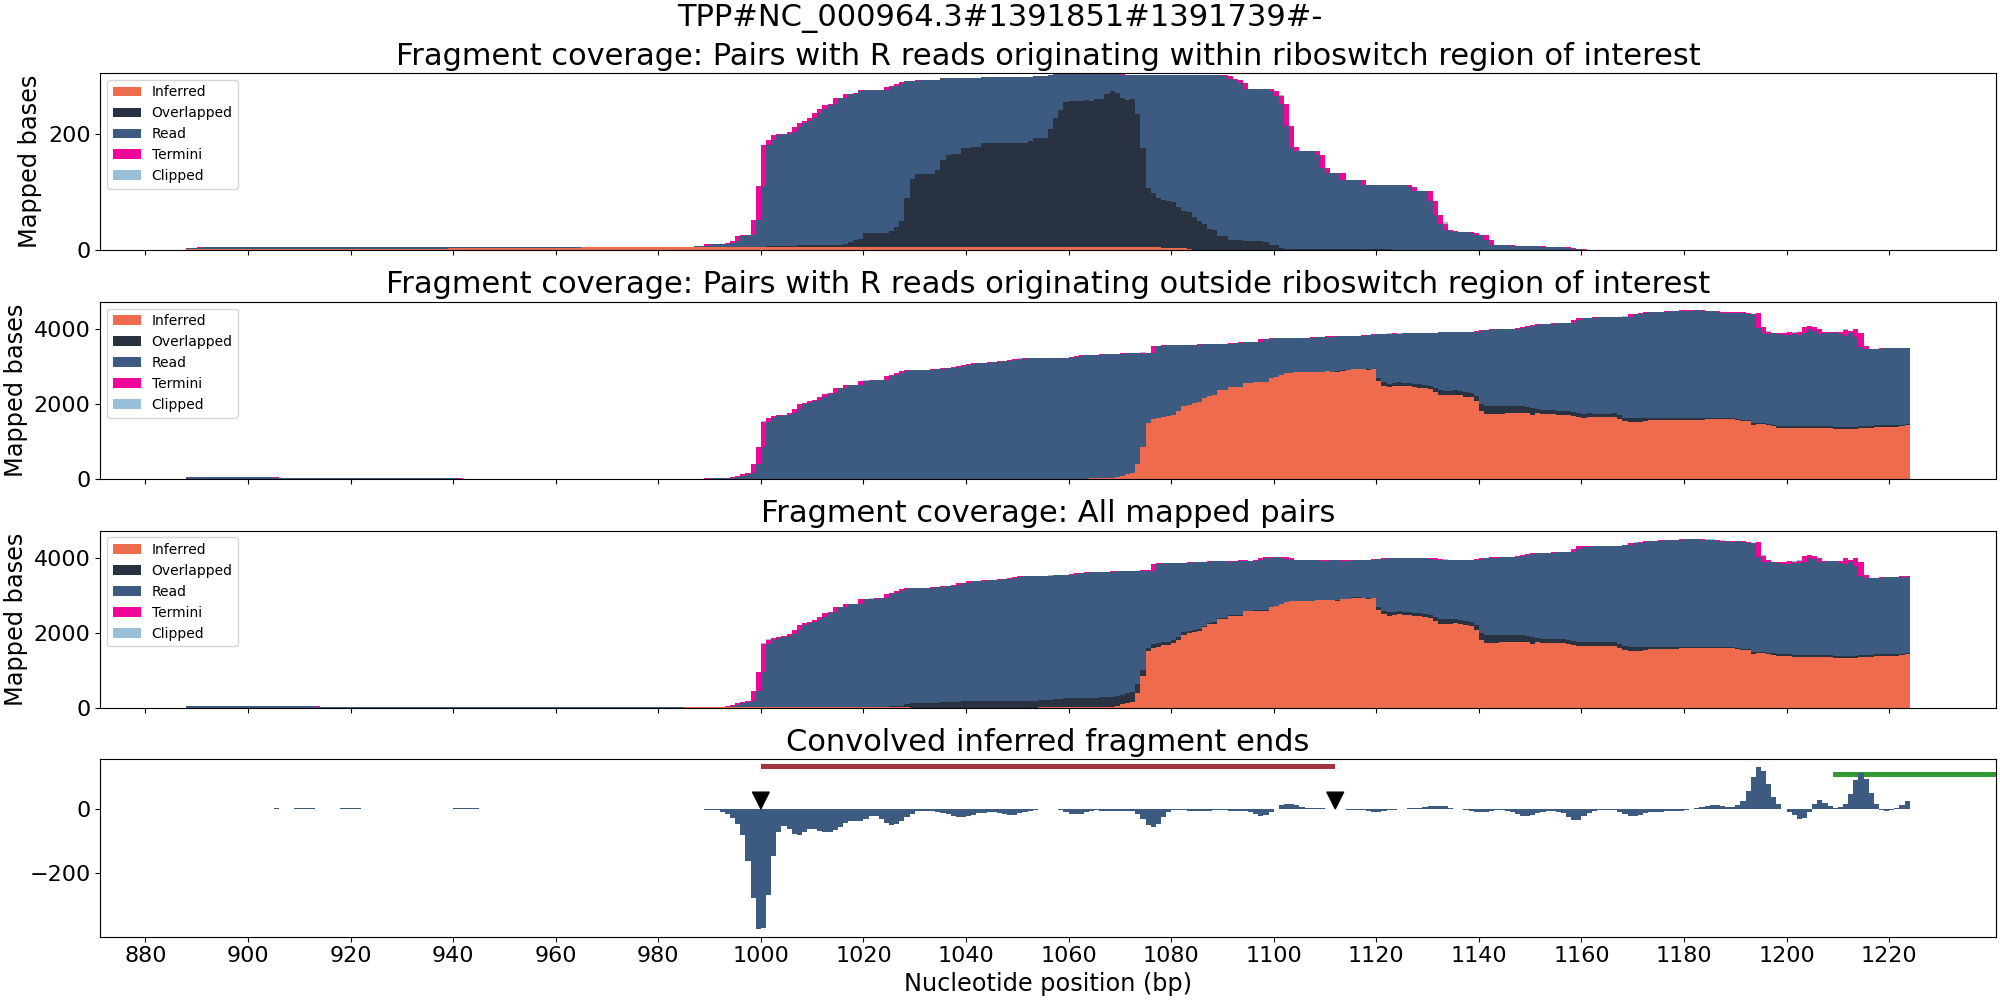 TPP#NC_000964.3#1391851#1391739#-
Fragment coverage: Pairs with R reads originating within riboswitch region of interest
Mapped bases
200
0
Inferred
Overlapped
Read
Termini
Clipped
Fragment coverage: Pairs with R reads originating outside riboswitch region of interest
Mapped bases
4000
2000
0
Inferred
Overlapped
Read
Termini
Clipped
Fragment coverage: All mapped pairs
Mapped bases
4000
2000
0
Inferred
Overlapped
Read
Termini
Clipped
Convolved inferred fragment ends
0
−200
880 900 920 940 960 980 1000 1020 1040 1060 1080 1100 1120 1140 1160 1180 1200 1220
Nucleotide position (bp)